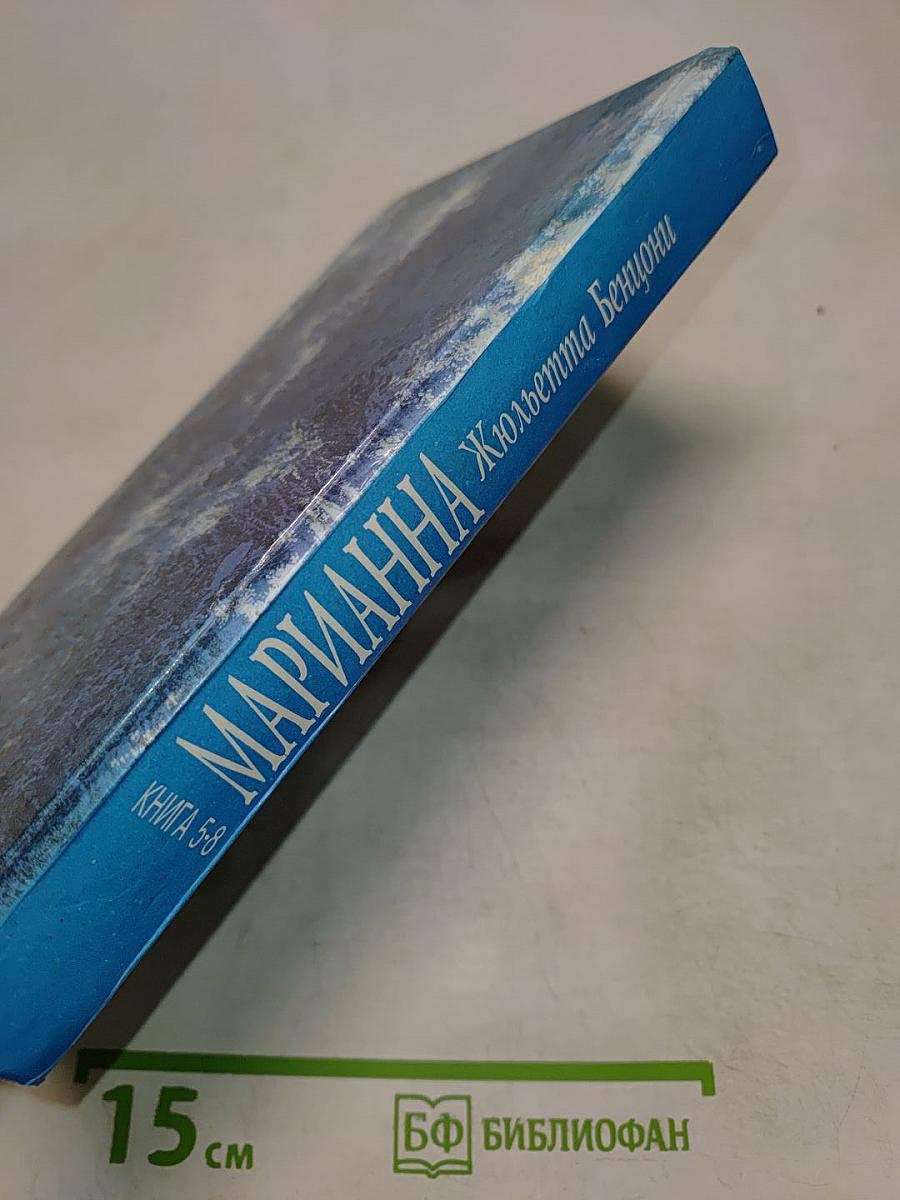 Жюльетта Бенцони
МАРИАННА
КНИГА 5-8
15 см
БФ БИБЛИОФАН